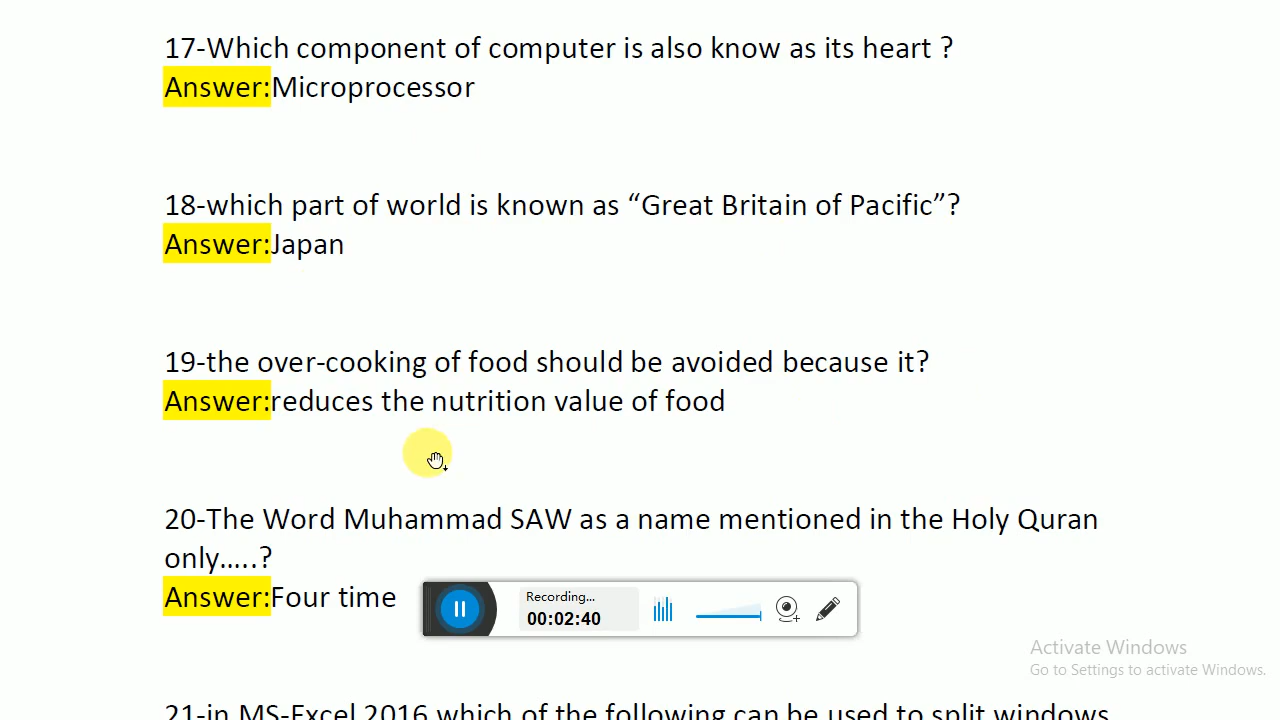 17-Which component of computer is also know as its heart ?
Answer:Microprocessor
18-which part of world is known as “Great Britain of Pacific”?
Answer:Japan
19-the over-cooking of food should be avoided because it?
Answer:reduces the nutrition value of food
20-The Word Muhammad SAW as a name mentioned in the Holy Quran
only…..?
Answer:Four time
Recording...
00:02:40
Activate Windows
Go to Settings to activate Windows.
21-in MS-Excel 2016 which of the following can be used to split windows